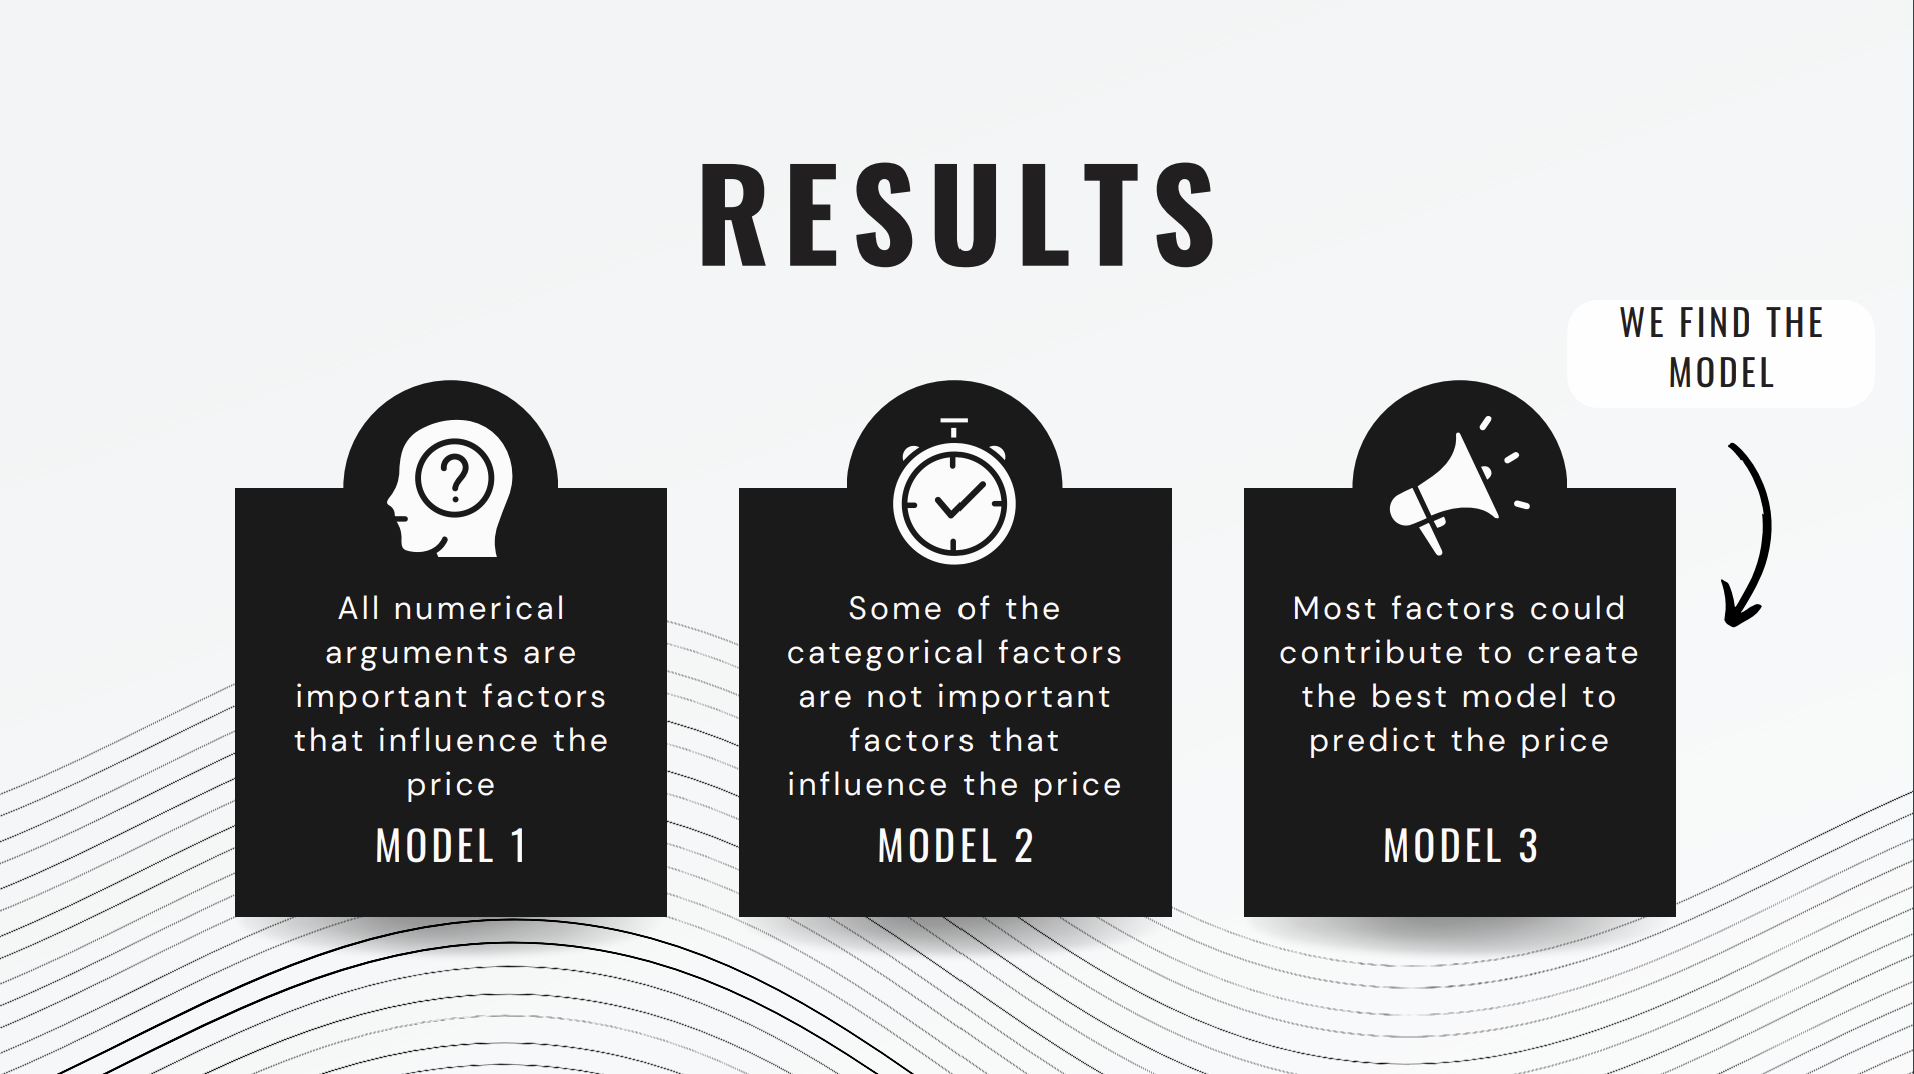 RESULTS
WE FIND THE
MODEL
?
All numerical
arguments are
important factors
that influence the
price
MODEL 1
Some of the
categorical factors
are not important
factors that
influence the price
MODEL 2
Most factors could
contribute to create
the best model to
predict the price
MODEL 3